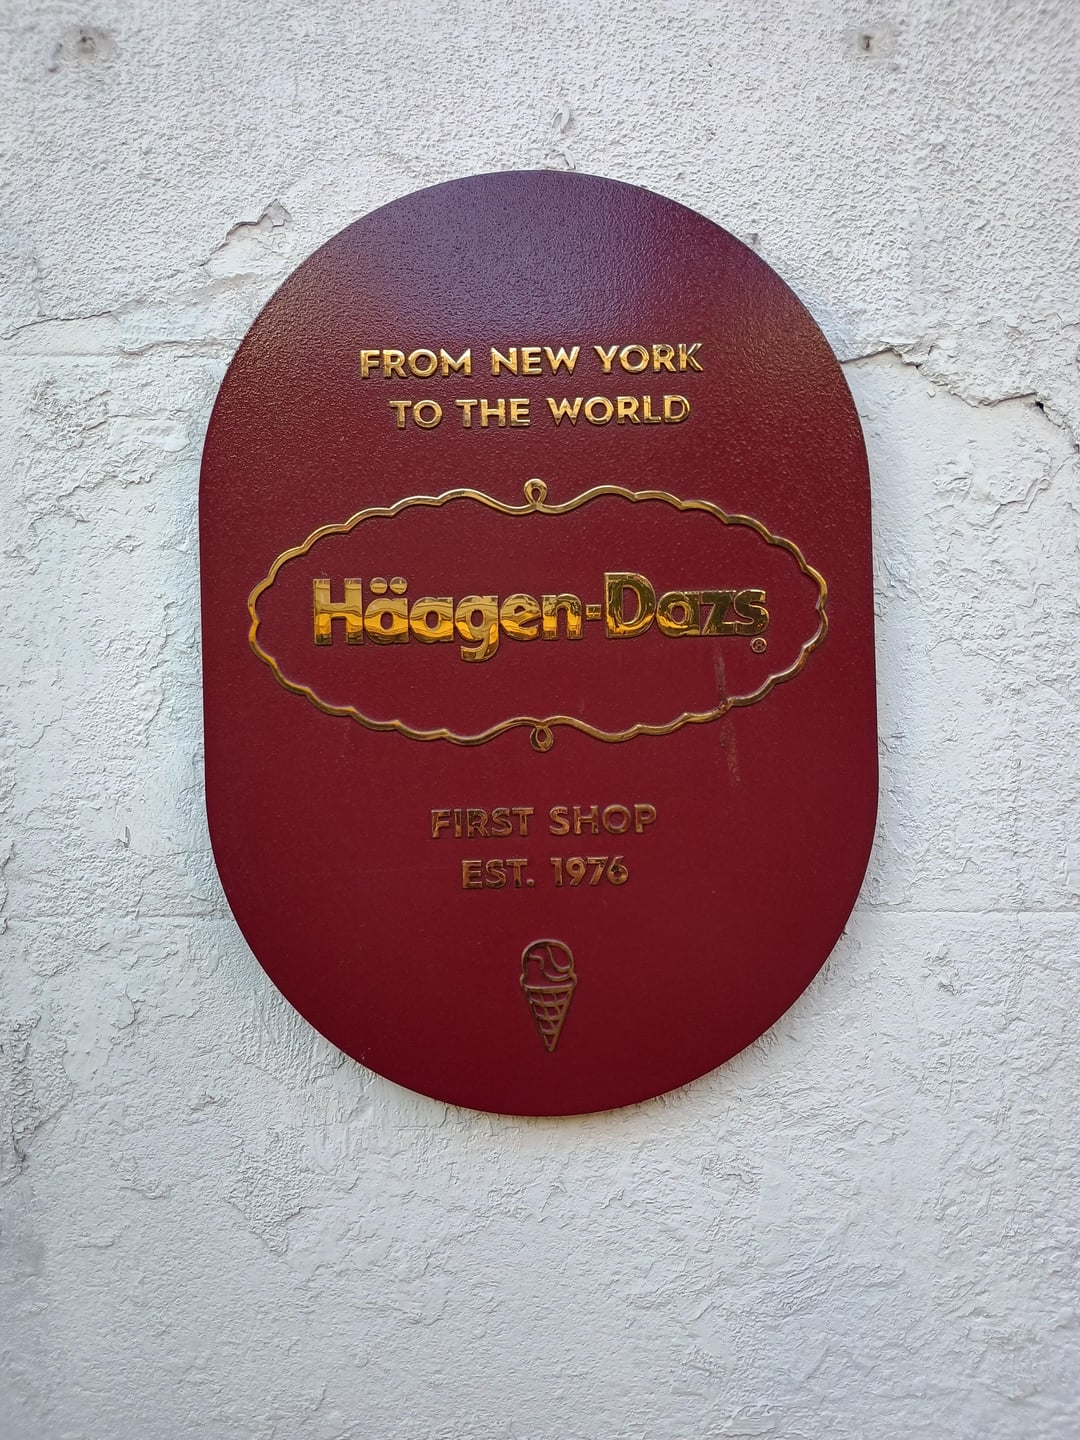 FROM NEW YORK
TO THE WORLD
Häagen-Dazs®
FIRST SHOP
EST. 1976